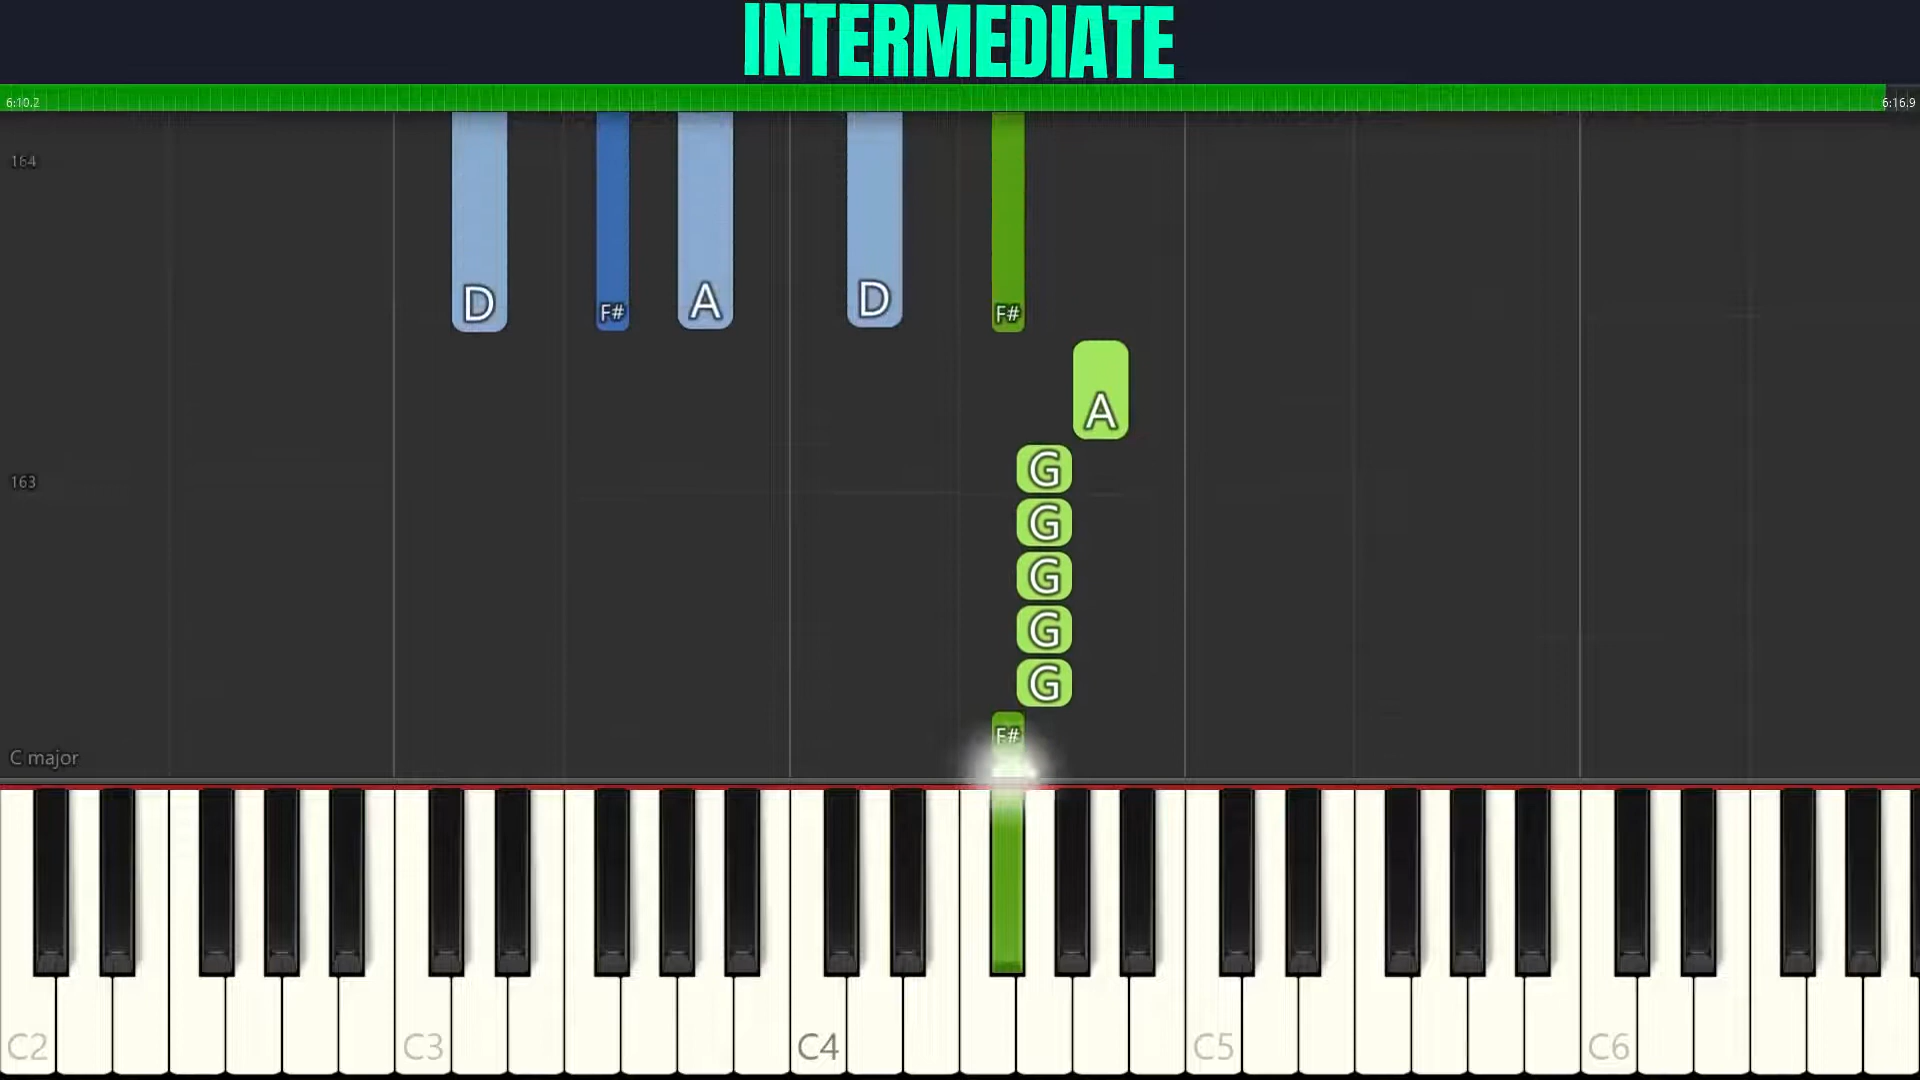 INTERMEDIATE
6:10.2 6:16.9
164
D F# A D F#
A
G
163
G
G
G
G
F#
C major
C2 C3 C4 C5 C6